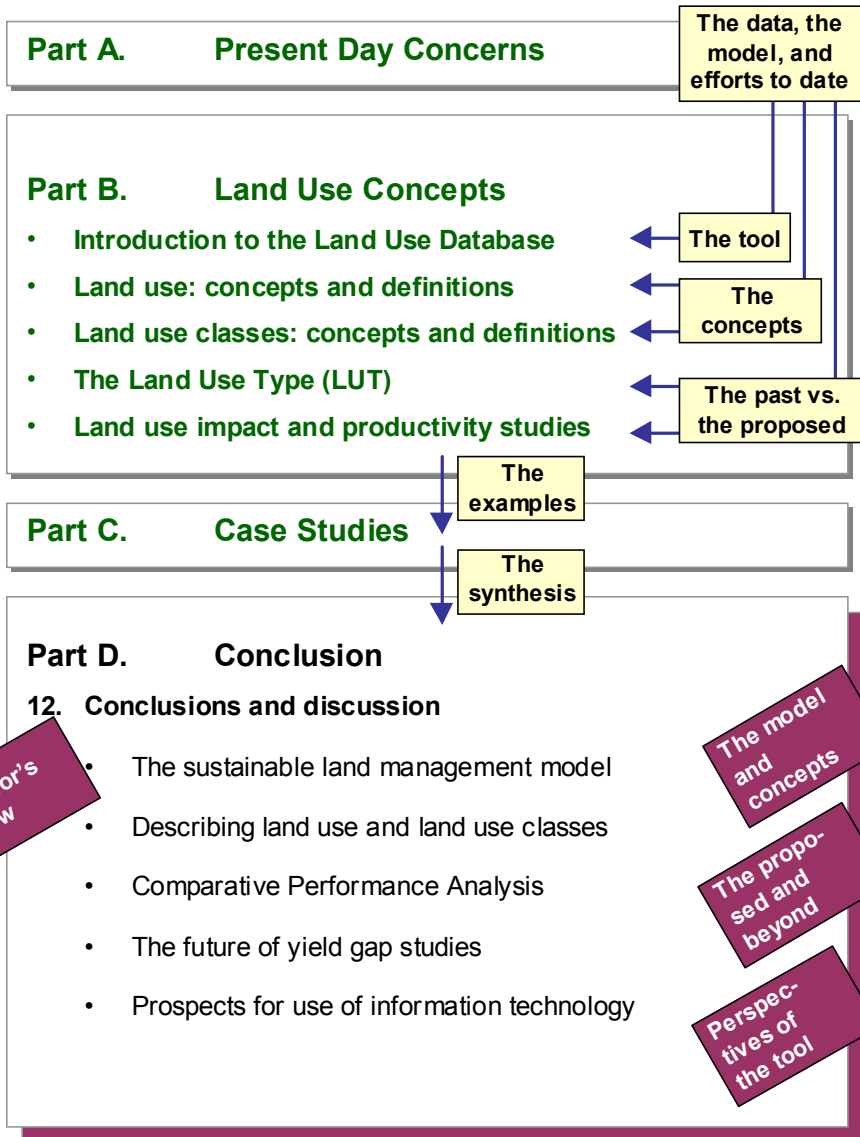 Part A. Present Day Concerns
The data, the
model, and
efforts to date
Part B. Land Use Concepts
• Introduction to the Land Use Database
The tool
• Land use: concepts and definitions
• Land use classes: concepts and definitions
The
concepts
• The Land Use Type (LUT)
• Land use impact and productivity studies
The past vs.
the proposed
The
examples
Part C. Case Studies
The
synthesis
Part D. Conclusion
12. Conclusions and discussion
• The sustainable land management model
• Describing land use and land use classes
• Comparative Performance Analysis
• The future of yield gap studies
• Prospects for use of information technology
The model
and
concepts
The propo-
sed and
beyond
Perspec-
tives of
the tool